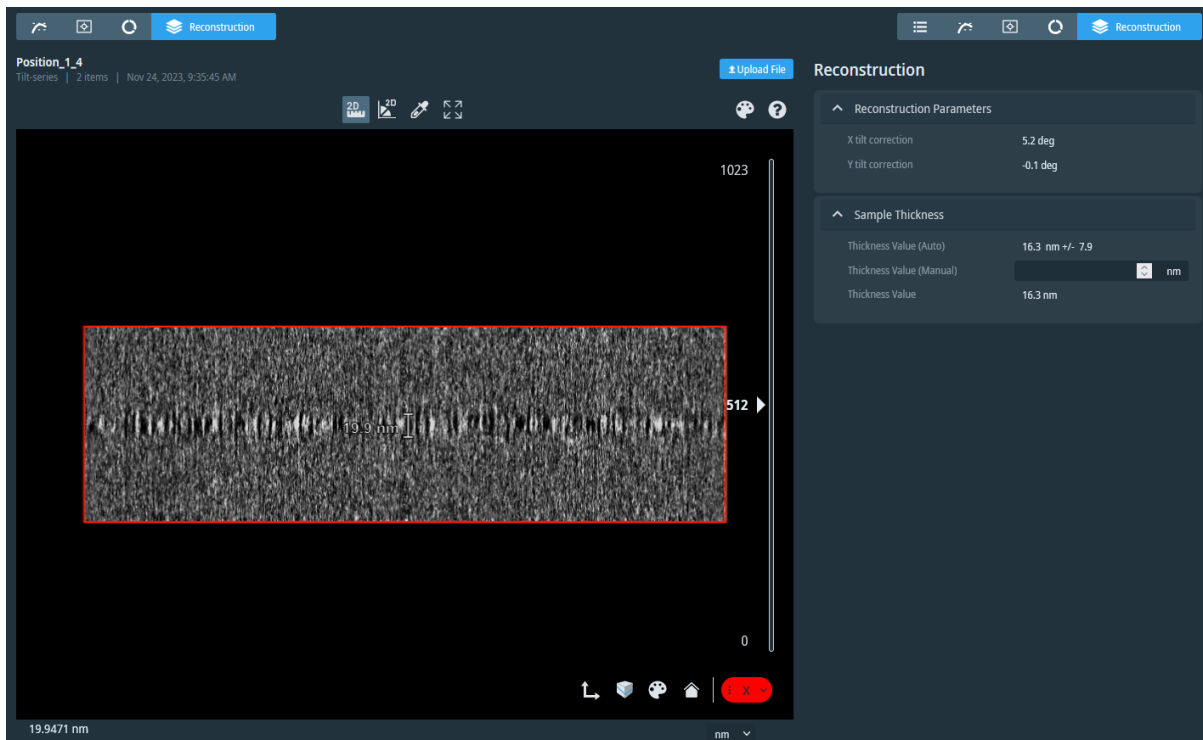 Reconstruction
Reconstruction
Position_1_4
Tilt-series | 2 items | Nov 24, 2023, 9:35:45 AM
Upload File
2D
2D
1023
19.9 nm
512
0
X
19.9471 nm
nm
Reconstruction
Reconstruction Parameters
X tilt correction 5.2 deg
Y tilt correction -0.1 deg
Sample Thickness
Thickness Value (Auto) 16.3 nm +/- 7.9
Thickness Value (Manual) nm
Thickness Value 16.3 nm